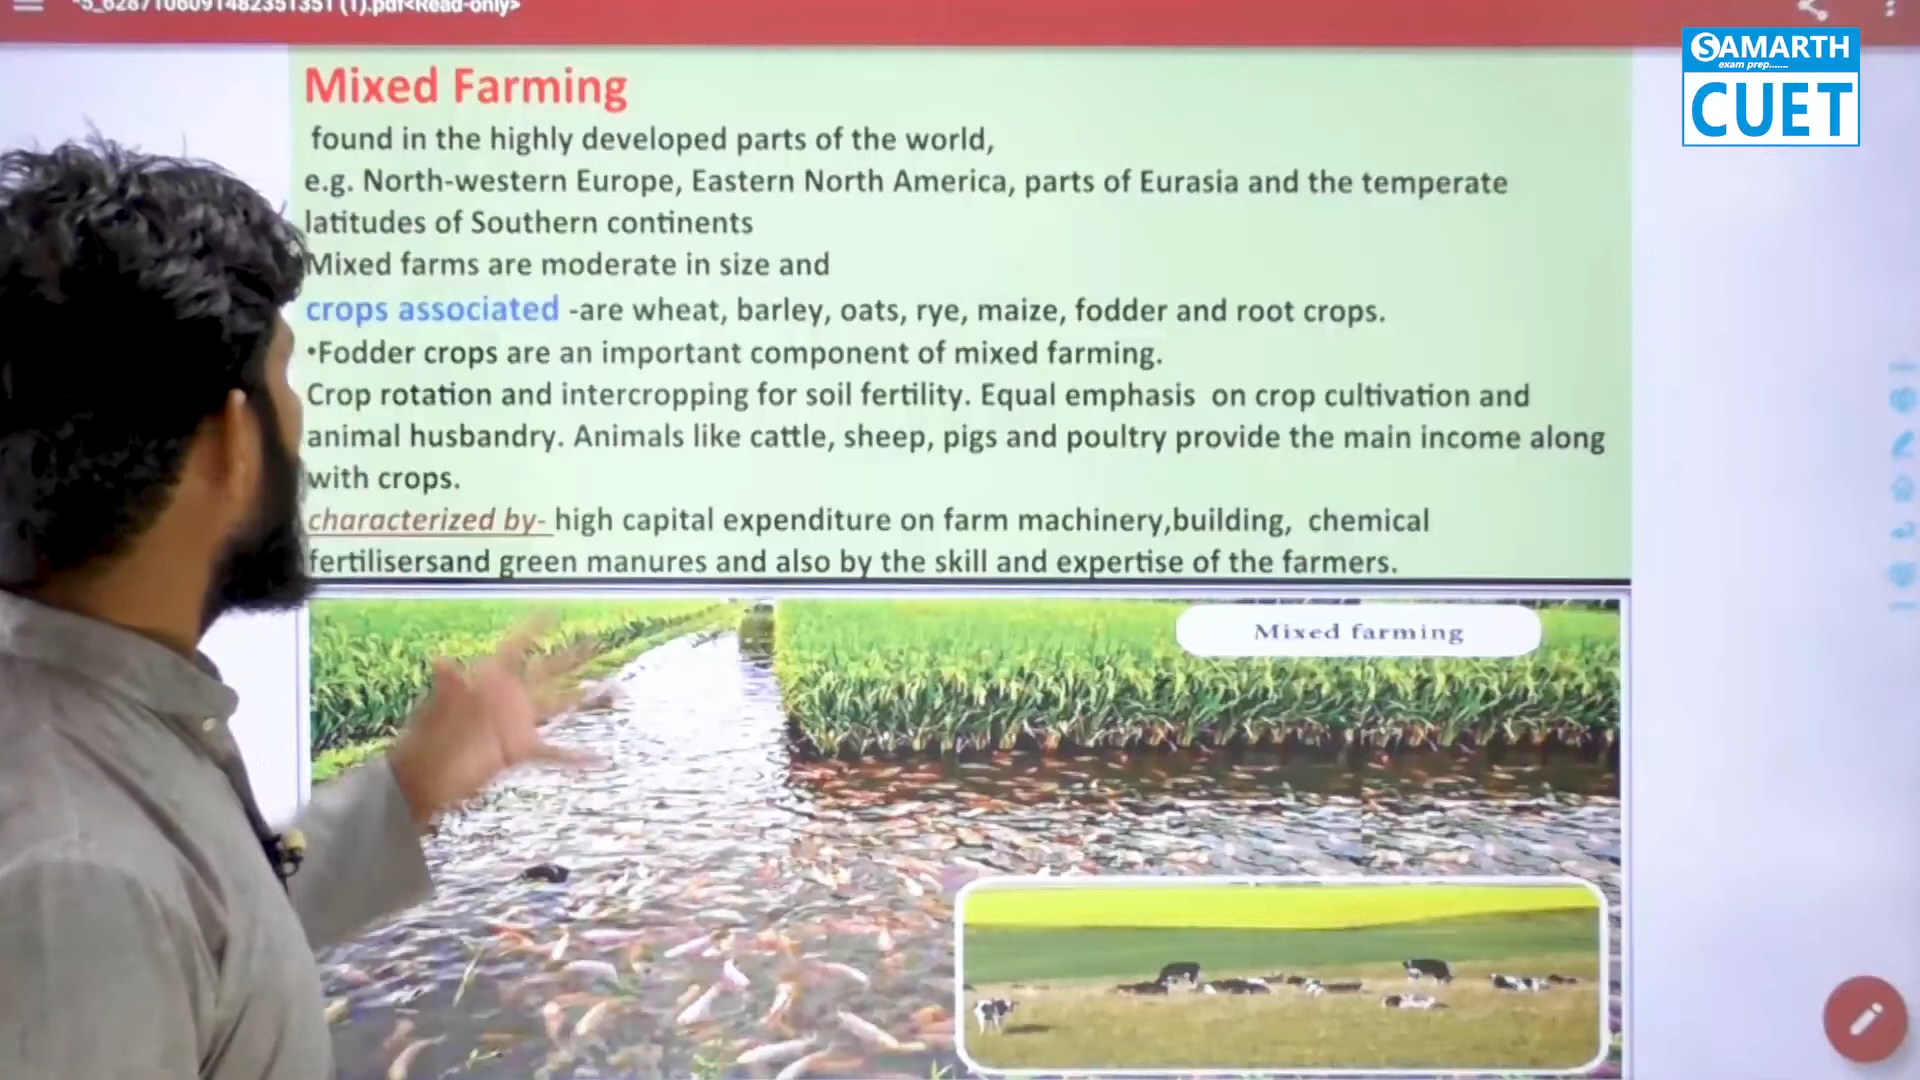 5_6287106091482351351 (1).pdf<Read-only>
SAMARTH
exam prep.......
CUET
Mixed Farming
found in the highly developed parts of the world,
e.g. North-western Europe, Eastern North America, parts of Eurasia and the temperate
latitudes of Southern continents
Mixed farms are moderate in size and
crops associated -are wheat, barley, oats, rye, maize, fodder and root crops.
•Fodder crops are an important component of mixed farming.
Crop rotation and intercropping for soil fertility. Equal emphasis on crop cultivation and
animal husbandry. Animals like cattle, sheep, pigs and poultry provide the main income along
with crops.
characterized by- high capital expenditure on farm machinery,building, chemical
fertilisersand green manures and also by the skill and expertise of the farmers.
Mixed farming